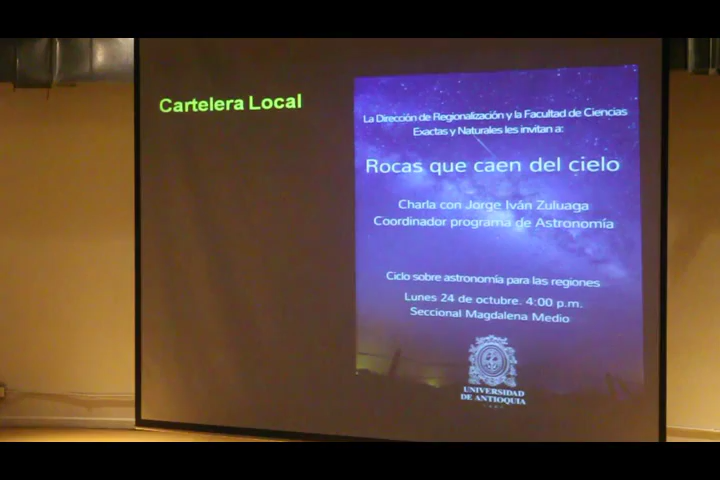 Cartelera Local
La Dirección de Regionalización y la Facultad de Ciencias
Exactas y Naturales les invitan a:
Rocas que caen del cielo
Charla con Jorge Iván Zuluaga
Coordinador programa de Astronomía
Ciclo sobre astronomía para las regiones
Lunes 24 de octubre. 4:00 p.m.
Seccional Magdalena Medio
UNIVERSIDAD
DE ANTIOQUIA